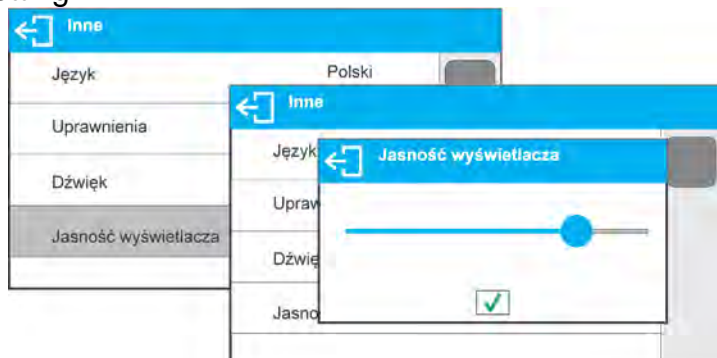 Inne
Język Polski
Uprawnienia
Dźwięk
Jasność wyświetlacza
Inne
Język
Upraw
Dźwię
Jasno
Jasność wyświetlacza